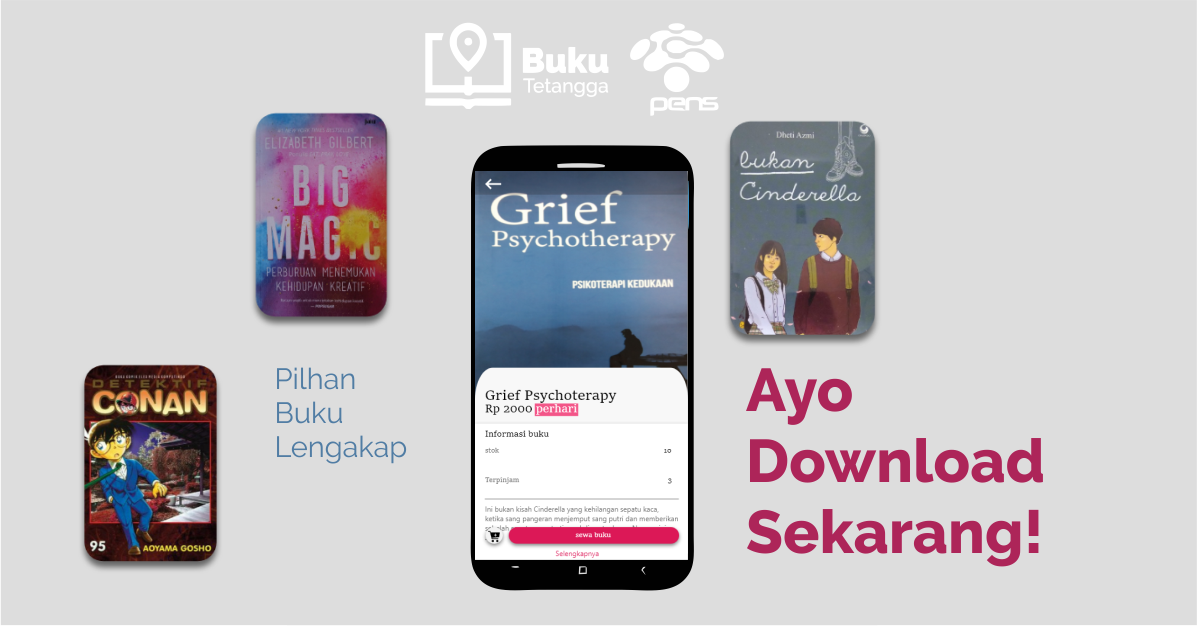 Buku
Tetangga
pens
ELIZABETH GILBERT
BIG
MAGIC
PERBURUAN MENEMUKAN
KEHIDUPAN KREATIF
DETEKTIF
CONAN
95
AOYAMA GOSHO
Pilhan
Buku
Lengakap
Grief
Psychotherapy
PSIKOTERAPI KEDUKAAN
Grief Psychoterapy
Rp 2000 perhari
Informasi buku
stok 10
Terpinjam 3
Ini bukan kisah Cinderella yang kehilangan sepatu kaca,
ketika sang pangeran menjemput sang putri dan memberikan
sewa buku
Selengkapnya
Dheti Azmi
bukan
Cinderella
Ayo
Download
Sekarang!